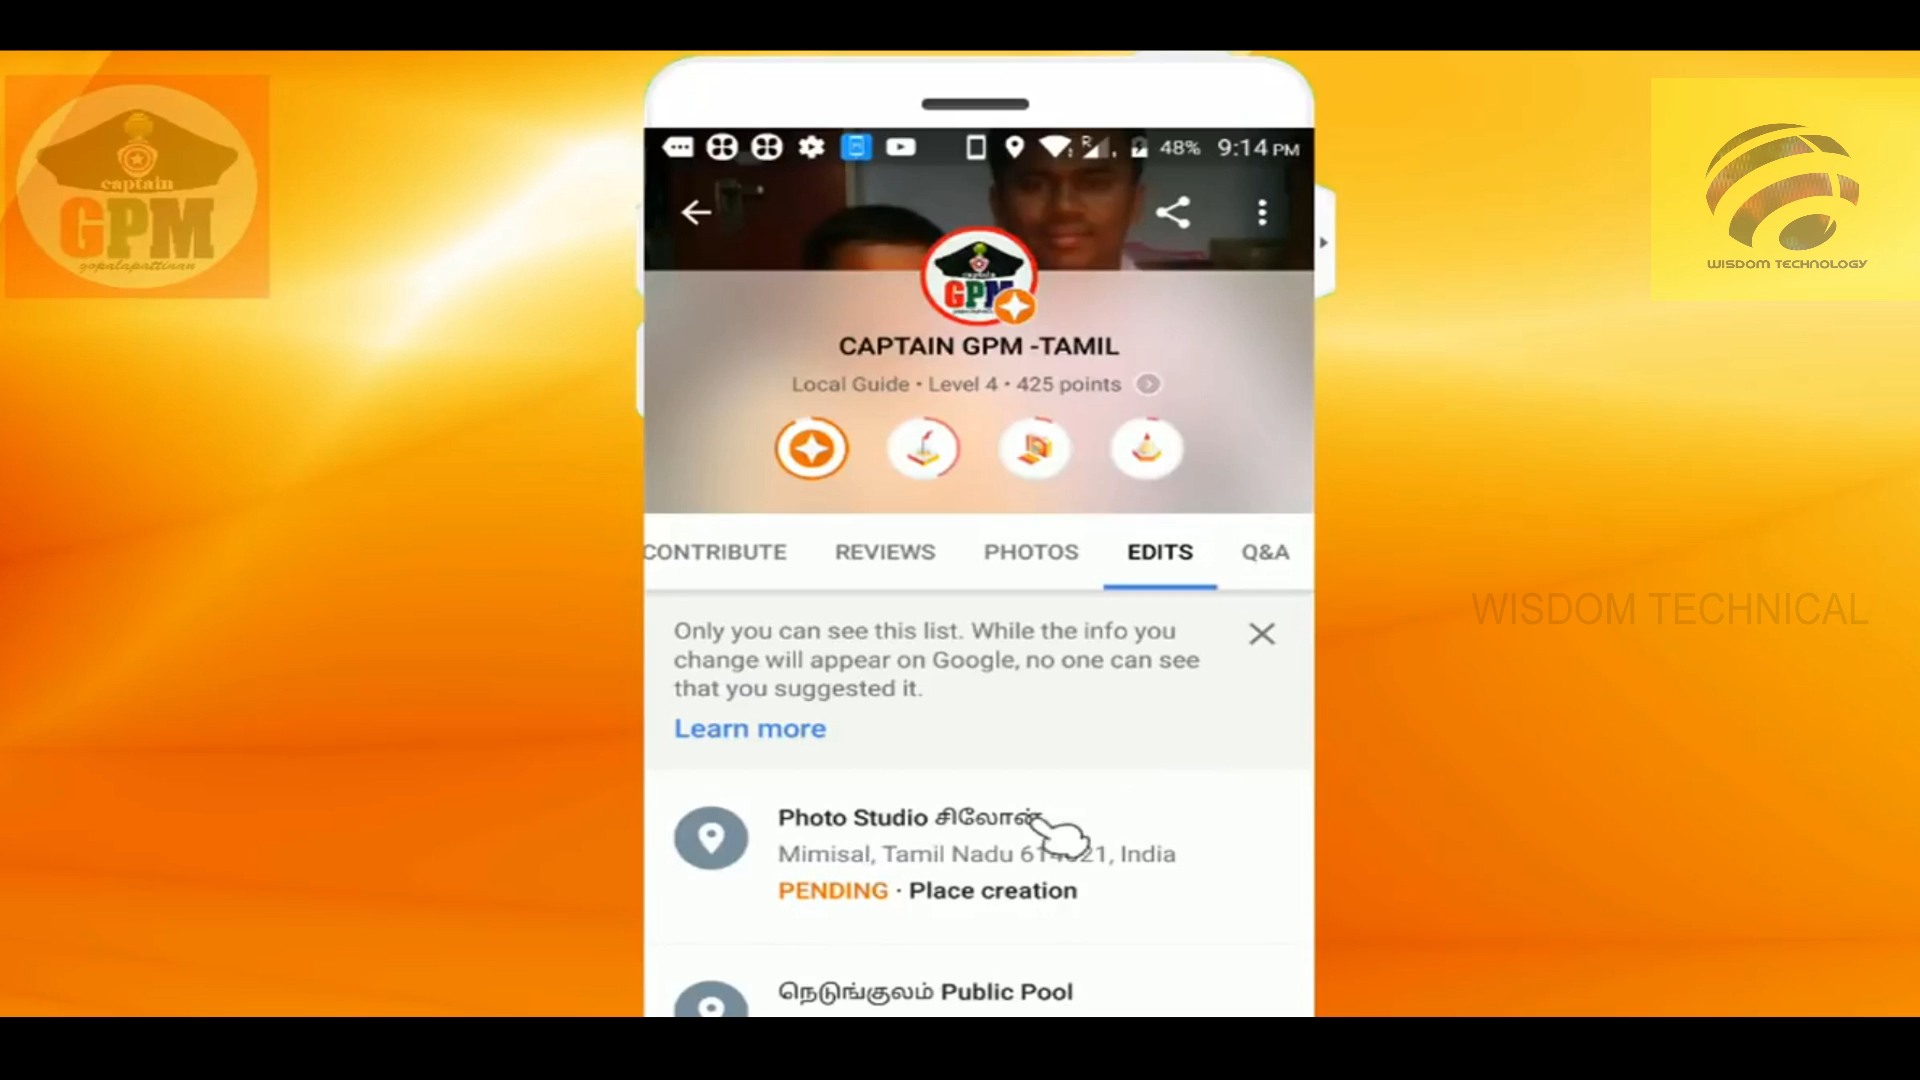 captain
GPM
gopalapattinam
WISDOM TECHNOLOGY
48% 9:14 PM
captain
GPM
CAPTAIN GPM -TAMIL
Local Guide • Level 4 • 425 points
CONTRIBUTE REVIEWS PHOTOS EDITS Q&A
Only you can see this list. While the info you
change will appear on Google, no one can see
that you suggested it.
Learn more
WISDOM TECHNICAL
Photo Studio சிலோன்
Mimisal, Tamil Nadu India
PENDING · Place creation
நெடுங்குலம் Public Pool